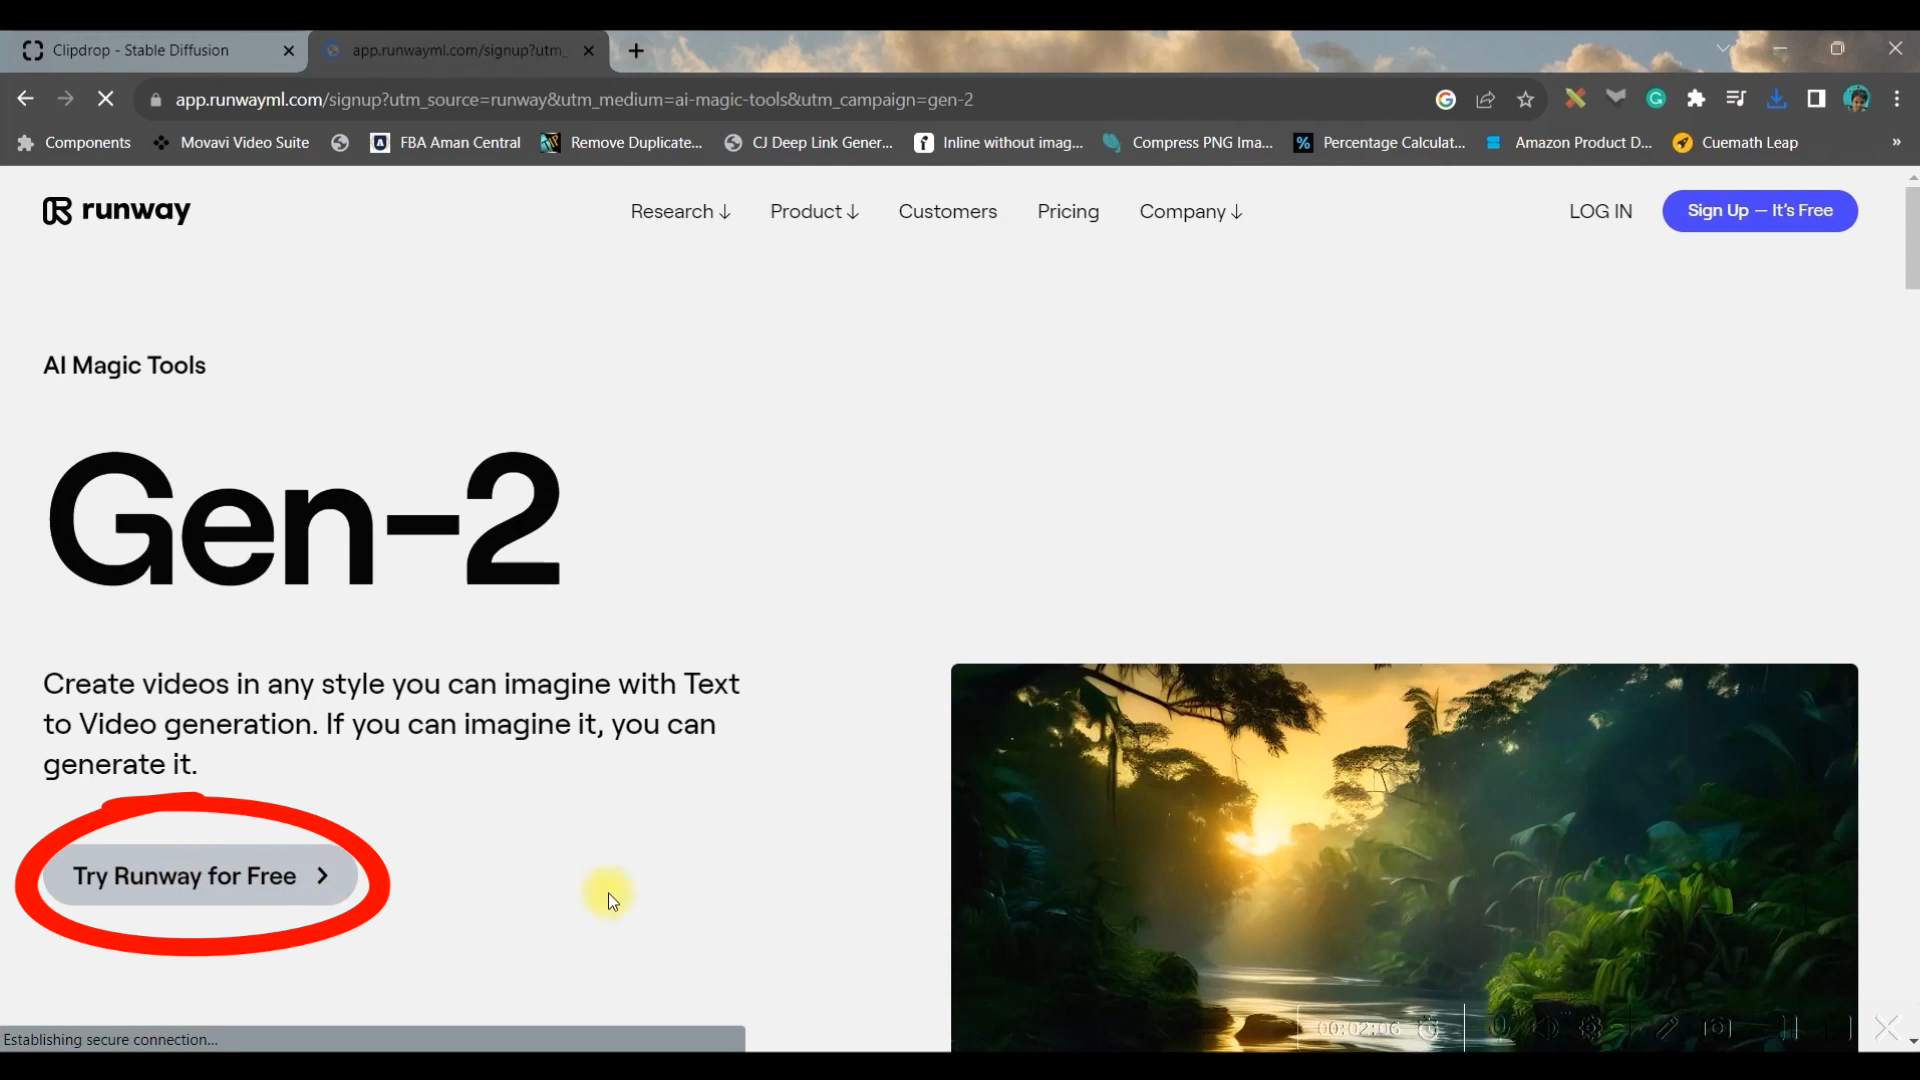 Clipdrop - Stable Diffusion
app.runwayml.com/signup?utm_
app.runwayml.com/signup?utm_source=runway&utm_medium=ai-magic-tools&utm_campaign=gen-2
Components
Movavi Video Suite
FBA Aman Central
Remove Duplicate...
CJ Deep Link Gener...
Inline without imag...
Compress PNG Ima...
Percentage Calculat...
Amazon Product D...
Cuemath Leap
»
runway
Research ↓
Product ↓
Customers
Pricing
Company ↓
LOG IN
Sign Up — It's Free
AI Magic Tools
Gen-2
Create videos in any style you can imagine with Text
to Video generation. If you can imagine it, you can
generate it.
Try Runway for Free
Establishing secure connection...
00:02:06